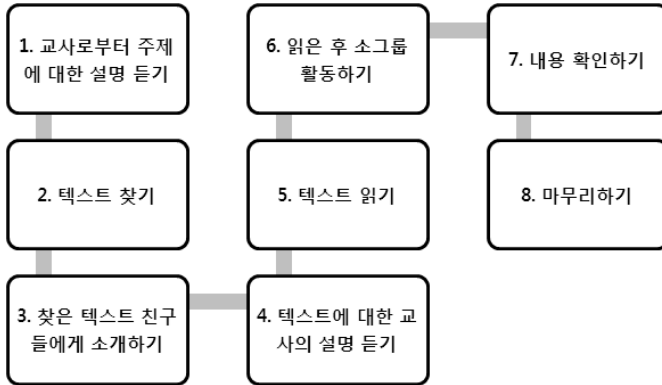 1. 교사로부터 주제
에 대한 설명 듣기
2. 텍스트 찾기
3. 찾은 텍스트 친구
들에게 소개하기
4. 텍스트에 대한 교
사의 설명 듣기
5. 텍스트 읽기
6. 읽은 후 소그룹
활동하기
7. 내용 확인하기
8. 마무리하기